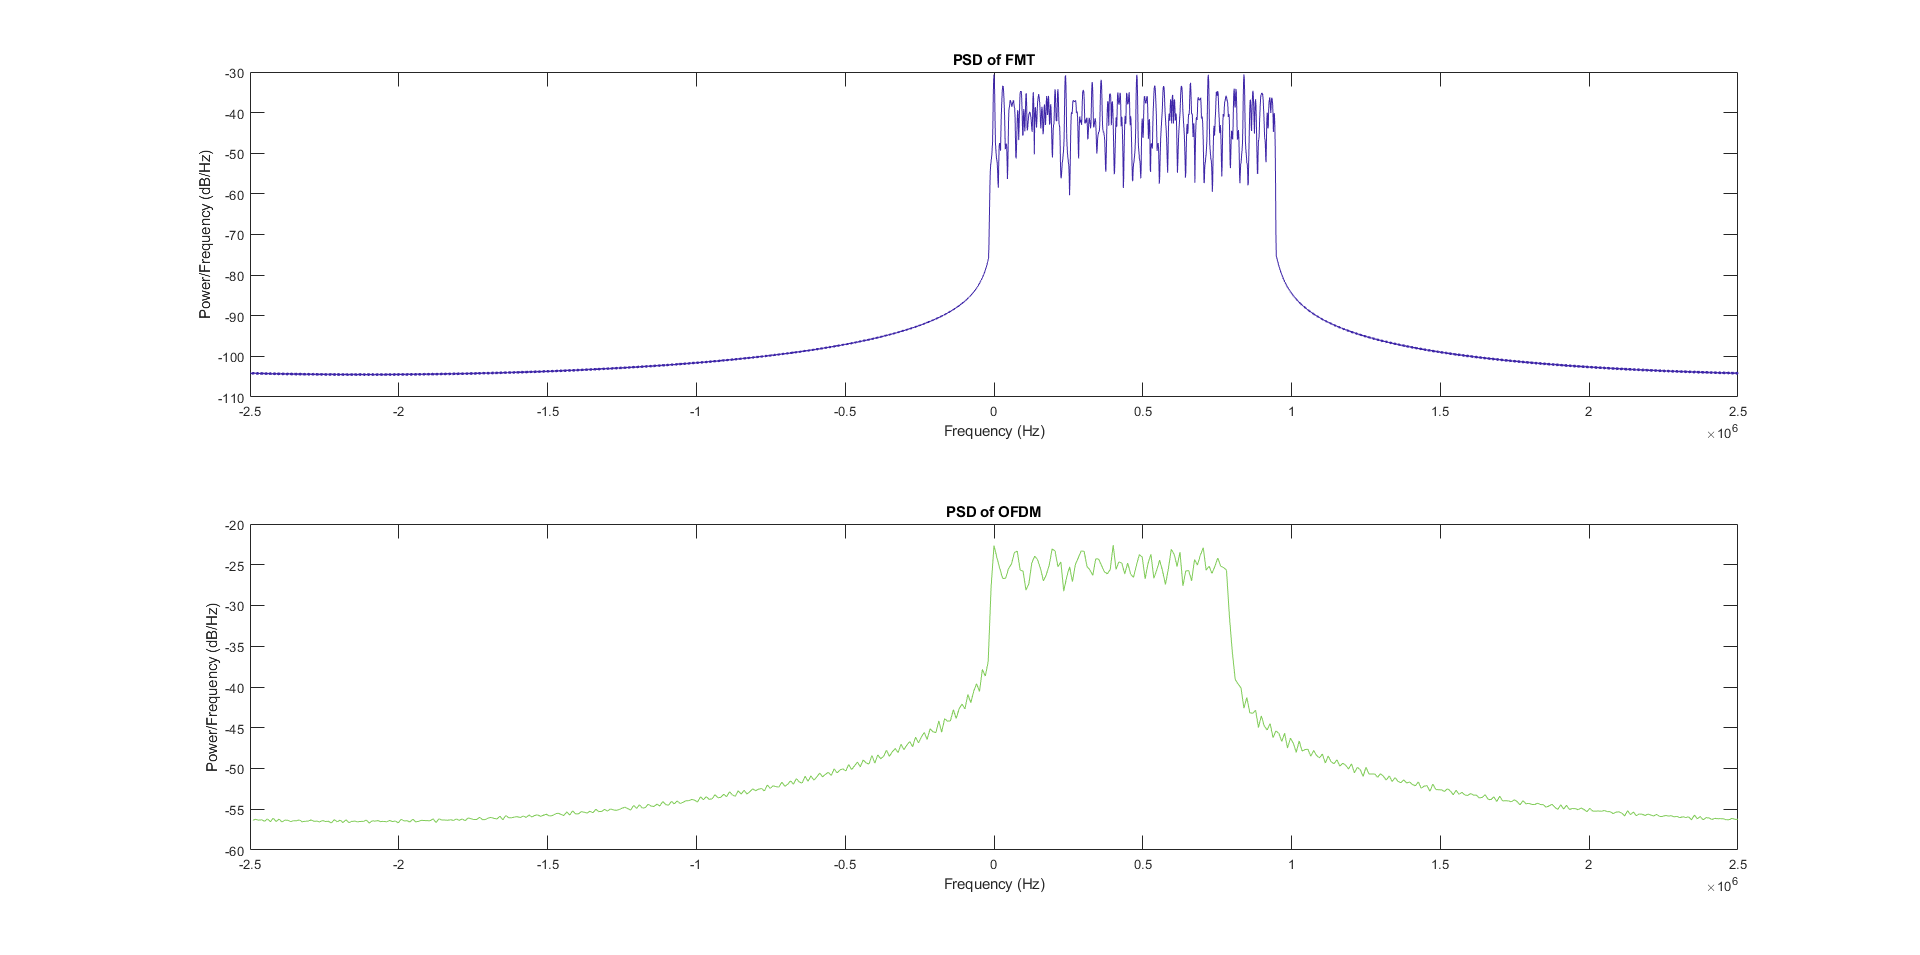 PSD of FMT
-30
-40
-50
-60
-70
-80
-90
-100
-110
Power/Frequency (dB/Hz)
-2.5 -2 -1.5 -1 -0.5 0 0.5 1 1.5 2 2.5
Frequency (Hz)
×10^6
PSD of OFDM
-20
-25
-30
-35
-40
-45
-50
-55
-60
Power/Frequency (dB/Hz)
-2.5 -2 -1.5 -1 -0.5 0 0.5 1 1.5 2 2.5
Frequency (Hz)
×10^6